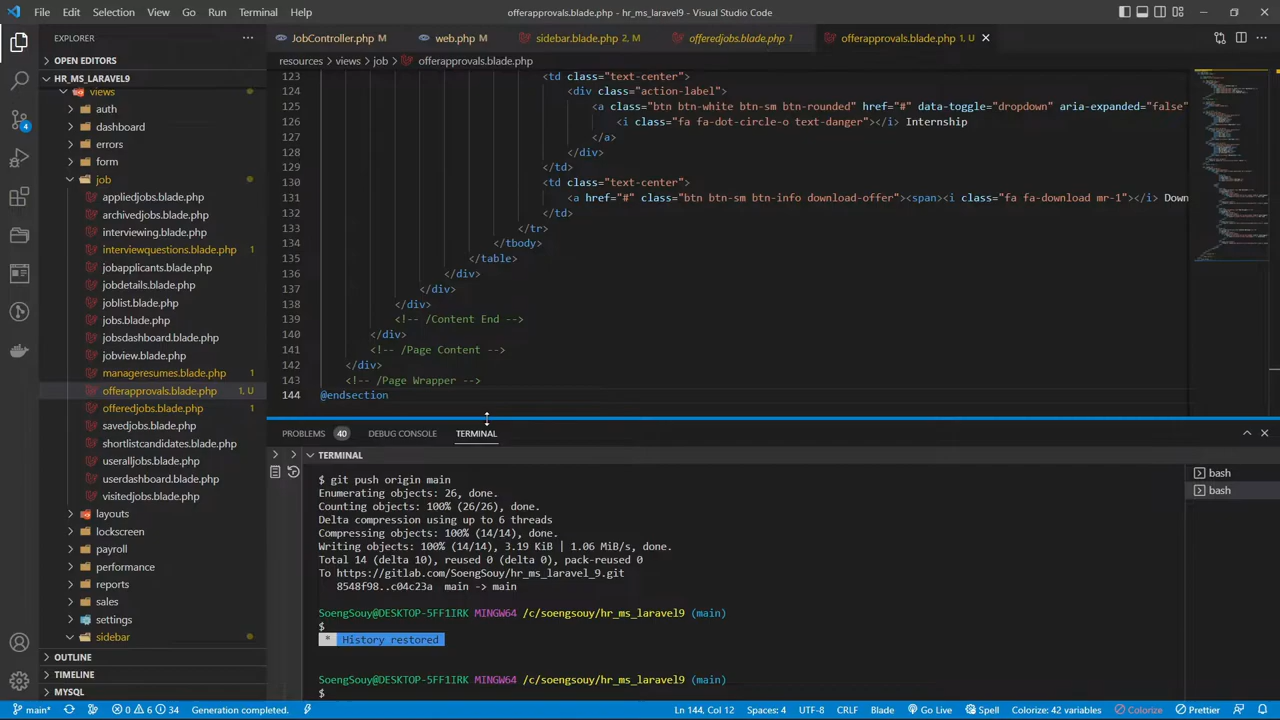 File Edit Selection View Go Run Terminal Help offerapprovals.blade.php - hr_ms_laravel9 - Visual Studio Code
EXPLORER ···
JobController.php M web.php M sidebar.blade.php 2, M offeredjobs.blade.php 1 offerapprovals.blade.php 1, U
resources > views > job > offerapprovals.blade.php
OPEN EDITORS
HR_MS_LARAVEL9
views
auth
dashboard
errors
form
job
appliedjobs.blade.php
archivedjobs.blade.php
interviewing.blade.php
interviewquestions.blade.php 1
jobapplicants.blade.php
jobdetails.blade.php
joblist.blade.php
jobs.blade.php
jobsdashboard.blade.php
jobview.blade.php
manageresumes.blade.php 1
offerapprovals.blade.php 1, U
offeredjobs.blade.php 1
savedjobs.blade.php
shortlistcandidates.blade.php
useralljobs.blade.php
userdashboard.blade.php
visitedjobs.blade.php
layouts
lockscreen
payroll
performance
reports
sales
settings
sidebar
OUTLINE
TIMELINE
MYSQL
123 <td class="text-center">
124 <div class="action-label">
125 <a class="btn btn-white btn-sm btn-rounded" href="#" data-toggle="dropdown" aria-expanded="false"
126 <i class="fa fa-dot-circle-o text-danger"></i> Internship
127 </a>
128 </div>
129 </td>
130 <td class="text-center">
131 <a href="#" class="btn btn-sm btn-info download-offer"><span><i class="fa fa-download mr-1"></i> Down
132 </td>
133 </tr>
134 </tbody>
135 </table>
136 </div>
137 </div>
138 </div>
139 <!-- /Content End -->
140 </div>
141 <!-- /Page Content -->
142 </div>
143 <!-- /Page Wrapper -->
144 @endsection
PROBLEMS 40 DEBUG CONSOLE TERMINAL
TERMINAL
$ git push origin main
Enumerating objects: 26, done.
Counting objects: 100% (26/26), done.
Delta compression using up to 6 threads
Compressing objects: 100% (14/14), done.
Writing objects: 100% (14/14), 3.19 KiB | 1.06 MiB/s, done.
Total 14 (delta 10), reused 0 (delta 0), pack-reused 0
To https://gitlab.com/SoengSouy/hr_ms_laravel_9.git
8548f98..c04c23a main -> main
SoengSouy@DESKTOP-5FF1IRK MINGW64 /c/soengsouy/hr_ms_laravel9 (main)
$
* History restored
SoengSouy@DESKTOP-5FF1IRK MINGW64 /c/soengsouy/hr_ms_laravel9 (main)
$
bash
bash
4
main* 0 6 34 Generation completed. Ln 144, Col 12 Spaces: 4 UTF-8 CRLF Blade Go Live Spell Colorize: 42 variables Colorize Prettier